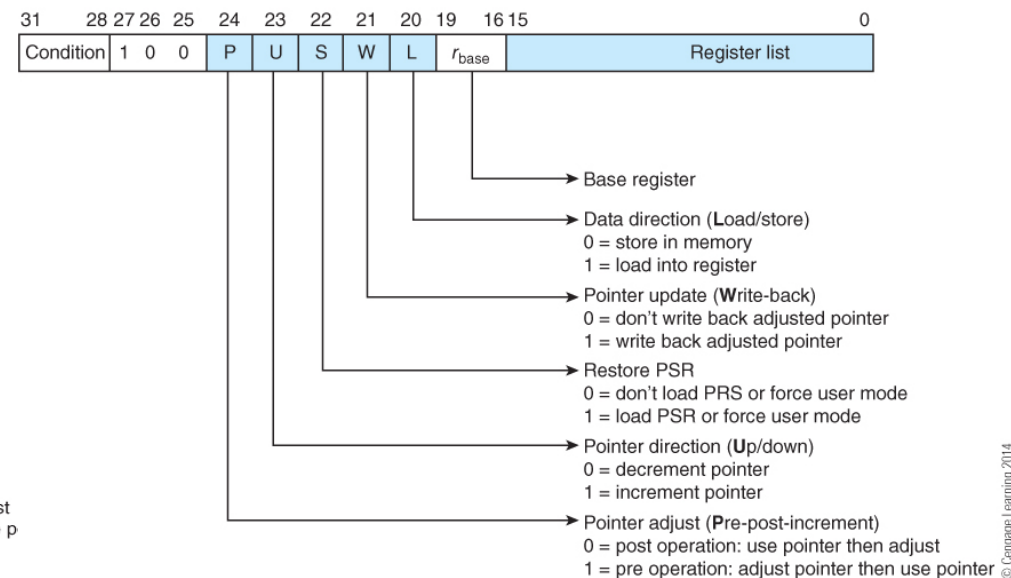 31 28 27 26 25 24 23 22 21 20 19 16 15 0
Condition 1 0 0 P U S W L rbase Register list
Base register
Data direction (Load/store)
0 = store in memory
1 = load into register
Pointer update (Write-back)
0 = don't write back adjusted pointer
1 = write back adjusted pointer
Restore PSR
0 = don't load PRS or force user mode
1 = load PSR or force user mode
Pointer direction (Up/down)
0 = decrement pointer
1 = increment pointer
Pointer adjust (Pre-post-increment)
0 = post operation: use pointer then adjust
1 = pre operation: adjust pointer then use pointer
st
p
© Cengage Learning 2014